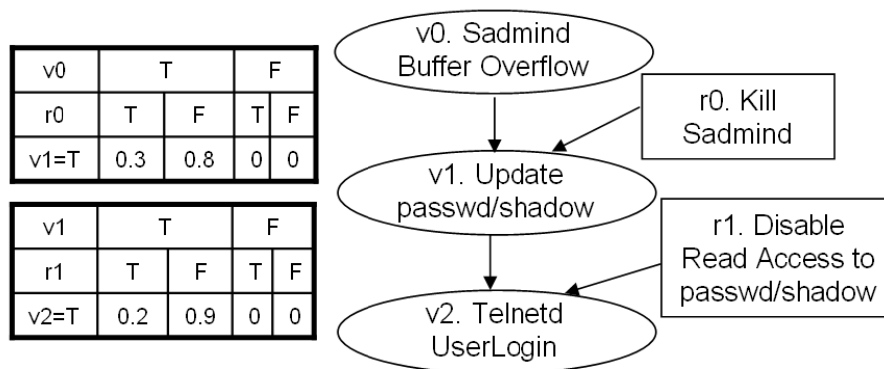 v0 T F
r0 T F T F
v1=T 0.3 0.8 0 0
v1 T F
r1 T F T F
v2=T 0.2 0.9 0 0
v0. Sadmind
Buffer Overflow
r0. Kill
Sadmind
v1. Update
passwd/shadow
r1. Disable
Read Access to
passwd/shadow
v2. Telnetd
UserLogin